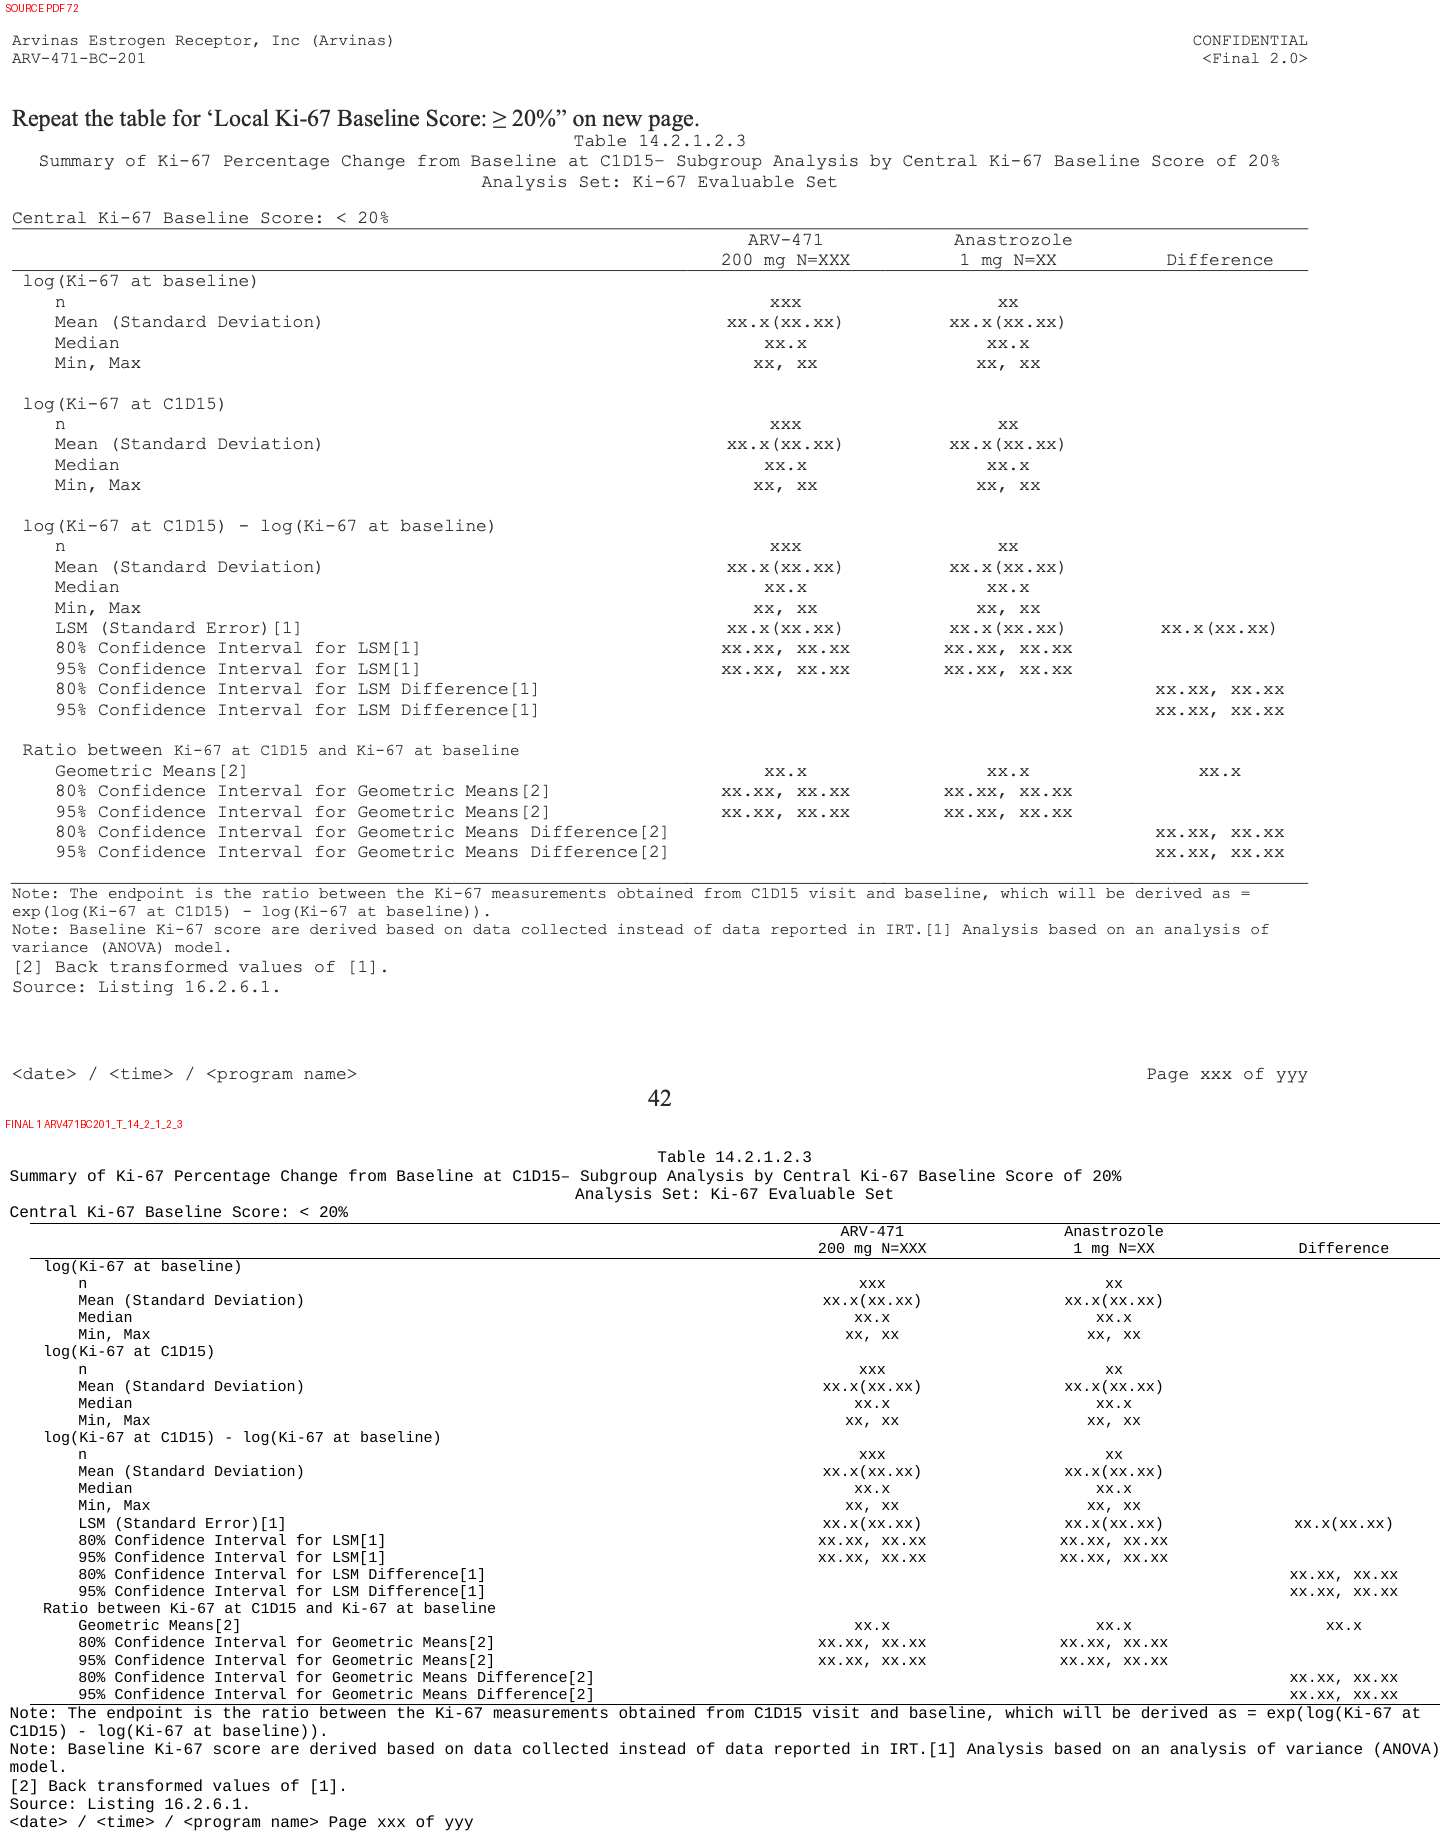 SOURCE PDF 72
Arvinas Estrogen Receptor, Inc (Arvinas) CONFIDENTIAL
ARV-471-BC-201 <Final 2.0>
Repeat the table for ‘Local Ki-67 Baseline Score: ≥ 20%” on new page.
Table 14.2.1.2.3
Summary of Ki-67 Percentage Change from Baseline at C1D15– Subgroup Analysis by Central Ki-67 Baseline Score of 20%
Analysis Set: Ki-67 Evaluable Set
Central Ki-67 Baseline Score: < 20%
ARV-471 Anastrozole
200 mg N=XXX 1 mg N=XX Difference
log(Ki-67 at baseline)
n xxx xx
Mean (Standard Deviation) xx.x(xx.xx) xx.x(xx.xx)
Median xx.x xx.x
Min, Max xx, xx xx, xx
log(Ki-67 at C1D15)
n xxx xx
Mean (Standard Deviation) xx.x(xx.xx) xx.x(xx.xx)
Median xx.x xx.x
Min, Max xx, xx xx, xx
log(Ki-67 at C1D15) - log(Ki-67 at baseline)
n xxx xx
Mean (Standard Deviation) xx.x(xx.xx) xx.x(xx.xx)
Median xx.x xx.x
Min, Max xx, xx xx, xx
LSM (Standard Error)[1] xx.x(xx.xx) xx.x(xx.xx) xx.x(xx.xx)
80% Confidence Interval for LSM[1] xx.xx, xx.xx xx.xx, xx.xx
95% Confidence Interval for LSM[1] xx.xx, xx.xx xx.xx, xx.xx
80% Confidence Interval for LSM Difference[1] xx.xx, xx.xx
95% Confidence Interval for LSM Difference[1] xx.xx, xx.xx
Ratio between Ki-67 at C1D15 and Ki-67 at baseline
Geometric Means[2] xx.x xx.x xx.x
80% Confidence Interval for Geometric Means[2] xx.xx, xx.xx xx.xx, xx.xx
95% Confidence Interval for Geometric Means[2] xx.xx, xx.xx xx.xx, xx.xx
80% Confidence Interval for Geometric Means Difference[2] xx.xx, xx.xx
95% Confidence Interval for Geometric Means Difference[2] xx.xx, xx.xx
Note: The endpoint is the ratio between the Ki-67 measurements obtained from C1D15 visit and baseline, which will be derived as =
exp(log(Ki-67 at C1D15) - log(Ki-67 at baseline)).
Note: Baseline Ki-67 score are derived based on data collected instead of data reported in IRT.[1] Analysis based on an analysis of
variance (ANOVA) model.
[2] Back transformed values of [1].
Source: Listing 16.2.6.1.
<date> / <time> / <program name> Page xxx of yyy
42
FINAL 1 ARV471BC201_T_14_2_1_2_3
Table 14.2.1.2.3
Summary of Ki-67 Percentage Change from Baseline at C1D15– Subgroup Analysis by Central Ki-67 Baseline Score of 20%
Analysis Set: Ki-67 Evaluable Set
Central Ki-67 Baseline Score: < 20%
ARV-471 Anastrozole
200 mg N=XXX 1 mg N=XX Difference
log(Ki-67 at baseline)
n xxx xx
Mean (Standard Deviation) xx.x(xx.xx) xx.x(xx.xx)
Median xx.x xx.x
Min, Max xx, xx xx, xx
log(Ki-67 at C1D15)
n xxx xx
Mean (Standard Deviation) xx.x(xx.xx) xx.x(xx.xx)
Median xx.x xx.x
Min, Max xx, xx xx, xx
log(Ki-67 at C1D15) - log(Ki-67 at baseline)
n xxx xx
Mean (Standard Deviation) xx.x(xx.xx) xx.x(xx.xx)
Median xx.x xx.x
Min, Max xx, xx xx, xx
LSM (Standard Error)[1] xx.x(xx.xx) xx.x(xx.xx) xx.x(xx.xx)
80% Confidence Interval for LSM[1] xx.xx, xx.xx xx.xx, xx.xx
95% Confidence Interval for LSM[1] xx.xx, xx.xx xx.xx, xx.xx
80% Confidence Interval for LSM Difference[1] xx.xx, xx.xx
95% Confidence Interval for LSM Difference[1] xx.xx, xx.xx
Ratio between Ki-67 at C1D15 and Ki-67 at baseline
Geometric Means[2] xx.x xx.x xx.x
80% Confidence Interval for Geometric Means[2] xx.xx, xx.xx xx.xx, xx.xx
95% Confidence Interval for Geometric Means[2] xx.xx, xx.xx xx.xx, xx.xx
80% Confidence Interval for Geometric Means Difference[2] xx.xx, xx.xx
95% Confidence Interval for Geometric Means Difference[2] xx.xx, xx.xx
Note: The endpoint is the ratio between the Ki-67 measurements obtained from C1D15 visit and baseline, which will be derived as = exp(log(Ki-67 at
C1D15) - log(Ki-67 at baseline)).
Note: Baseline Ki-67 score are derived based on data collected instead of data reported in IRT.[1] Analysis based on an analysis of variance (ANOVA)
model.
[2] Back transformed values of [1].
Source: Listing 16.2.6.1.
<date> / <time> / <program name> Page xxx of yyy